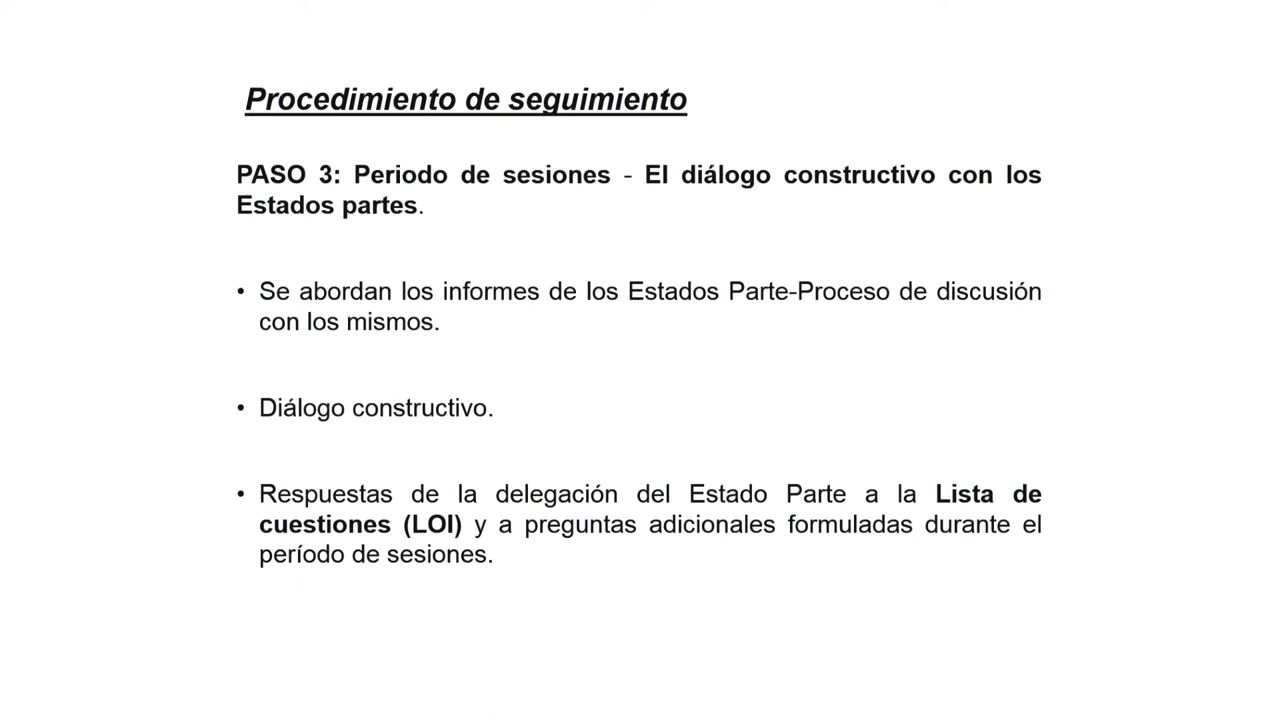 Procedimiento de seguimiento
PASO 3: Periodo de sesiones - El diálogo constructivo con los
Estados partes.
• Se abordan los informes de los Estados Parte-Proceso de discusión
con los mismos.
• Diálogo constructivo.
• Respuestas de la delegación del Estado Parte a la Lista de
cuestiones (LOI) y a preguntas adicionales formuladas durante el
período de sesiones.